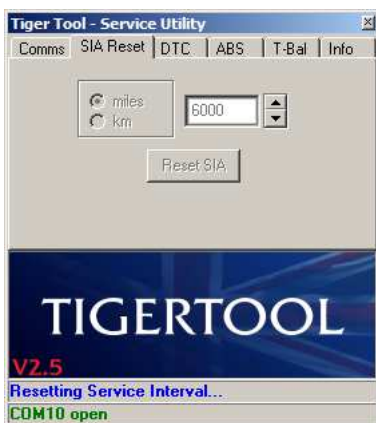 Tiger Tool - Service Utility
Comms SIA Reset DTC ABS T-Bal Info
miles 6000
km
Reset SIA
TIGERTOOL
V2.5
Resetting Service Interval...
COM10 open